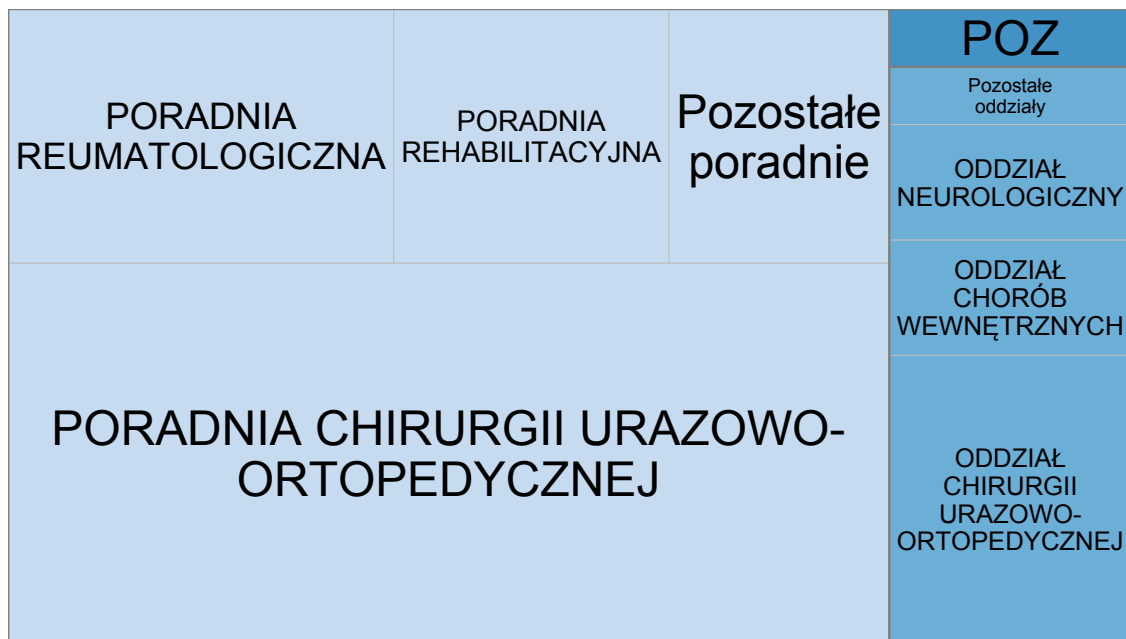 PORADNIA
REUMATOLOGICZNA
PORADNIA
REHABILITACYJNA
Pozostałe
poradnie
PORADNIA CHIRURGII URAZOWO-
ORTOPEDYCZNEJ
POZ
Pozostałe
oddziały
ODDZIAŁ
NEUROLOGICZNY
ODDZIAŁ
CHORÓB
WEWNĘTRZNYCH
ODDZIAŁ
CHIRURGII
URAZOWO-
ORTOPEDYCZNEJ